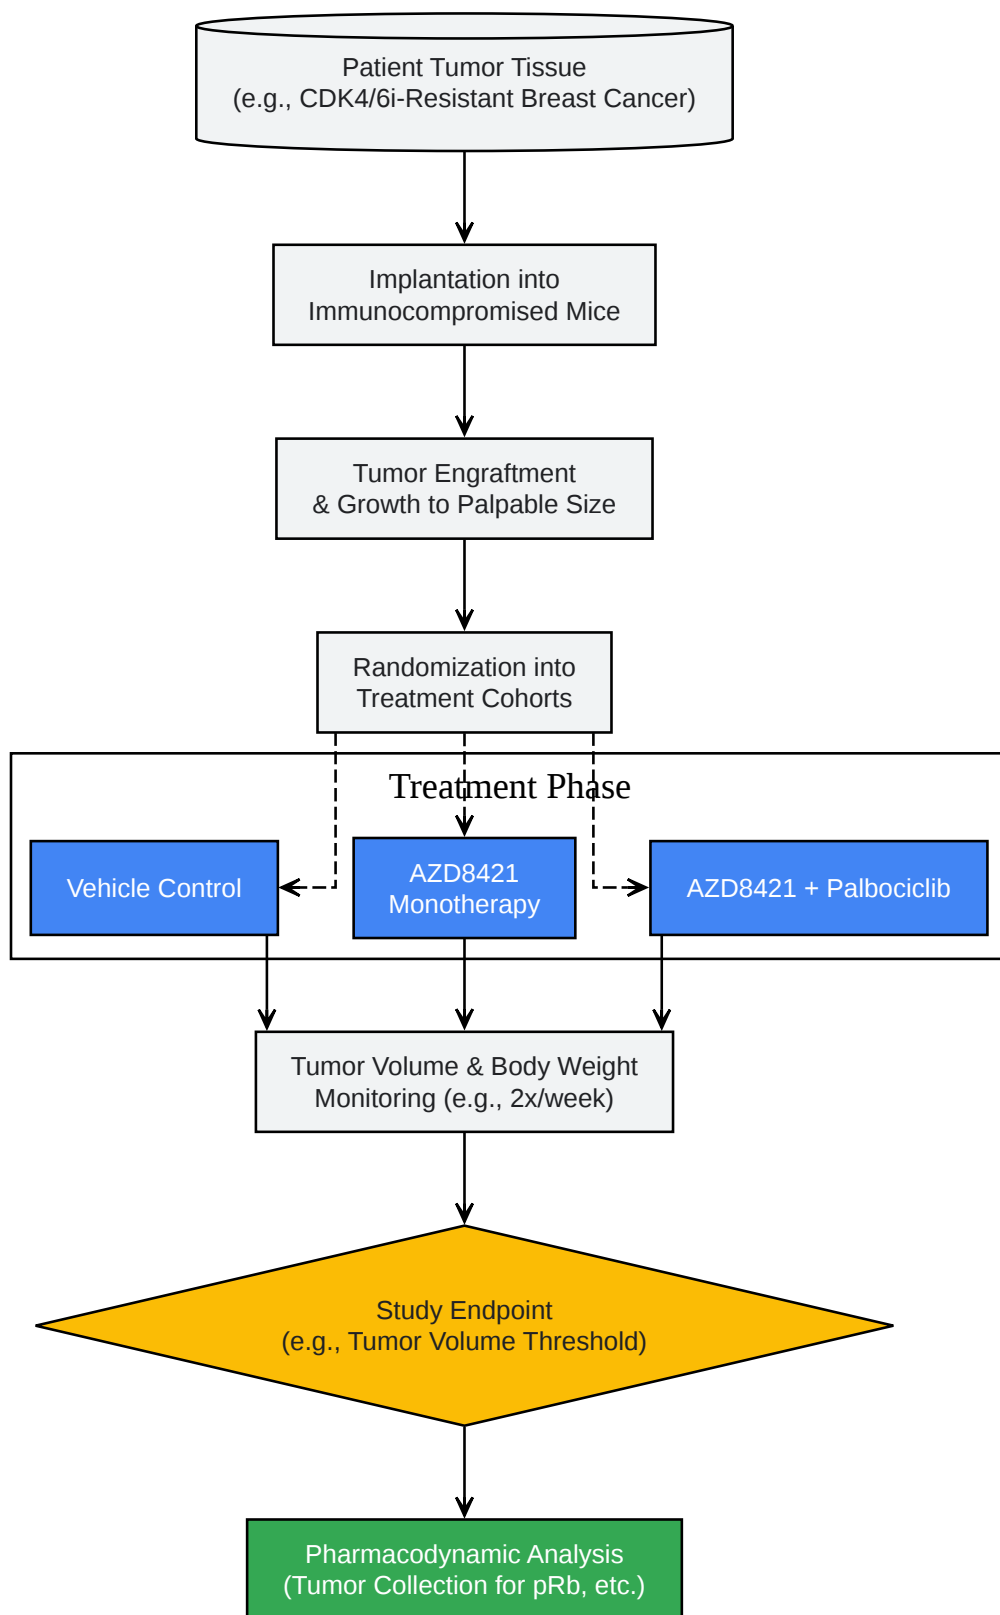 Patient Tumor Tissue
(e.g., CDK4/6i-Resistant Breast Cancer)
Implantation into
Immunocompromised Mice
Tumor Engraftment
& Growth to Palpable Size
Randomization into
Treatment Cohorts
Treatment Phase
Vehicle Control
AZD8421
Monotherapy
AZD8421 + Palbociclib
Tumor Volume & Body Weight
Monitoring (e.g., 2x/week)
Study Endpoint
(e.g., Tumor Volume Threshold)
Pharmacodynamic Analysis
(Tumor Collection for pRb, etc.)